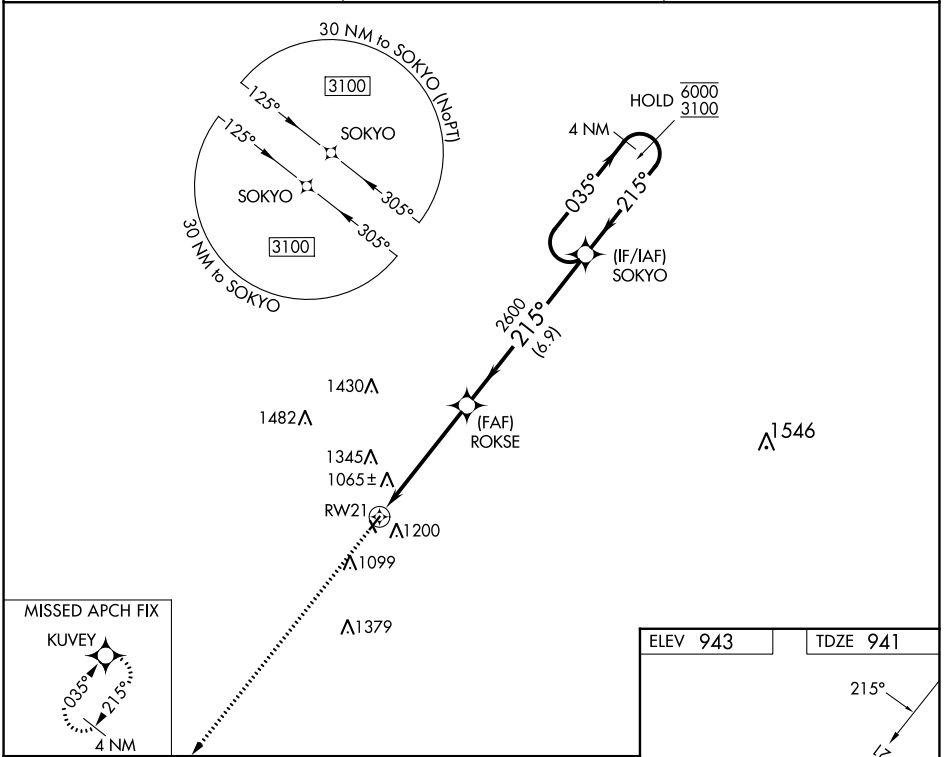 30 NM to SOKYO (NoPT)
3100
125°
SOKYO
305°
125°
SOKYO
305°
3100
30 NM to SOKYO
HOLD 6000
3100
4 NM
035°
215°
(IF/IAF)
SOKYO
2600
215°
(6.9)
1430
1482
(FAF)
ROKSE
1546
1345
1065±
RW21
1200
1099
1379
MISSED APCH FIX
KUVEY
035°
215°
4 NM
ELEV 943
TDZE 941
215°
21